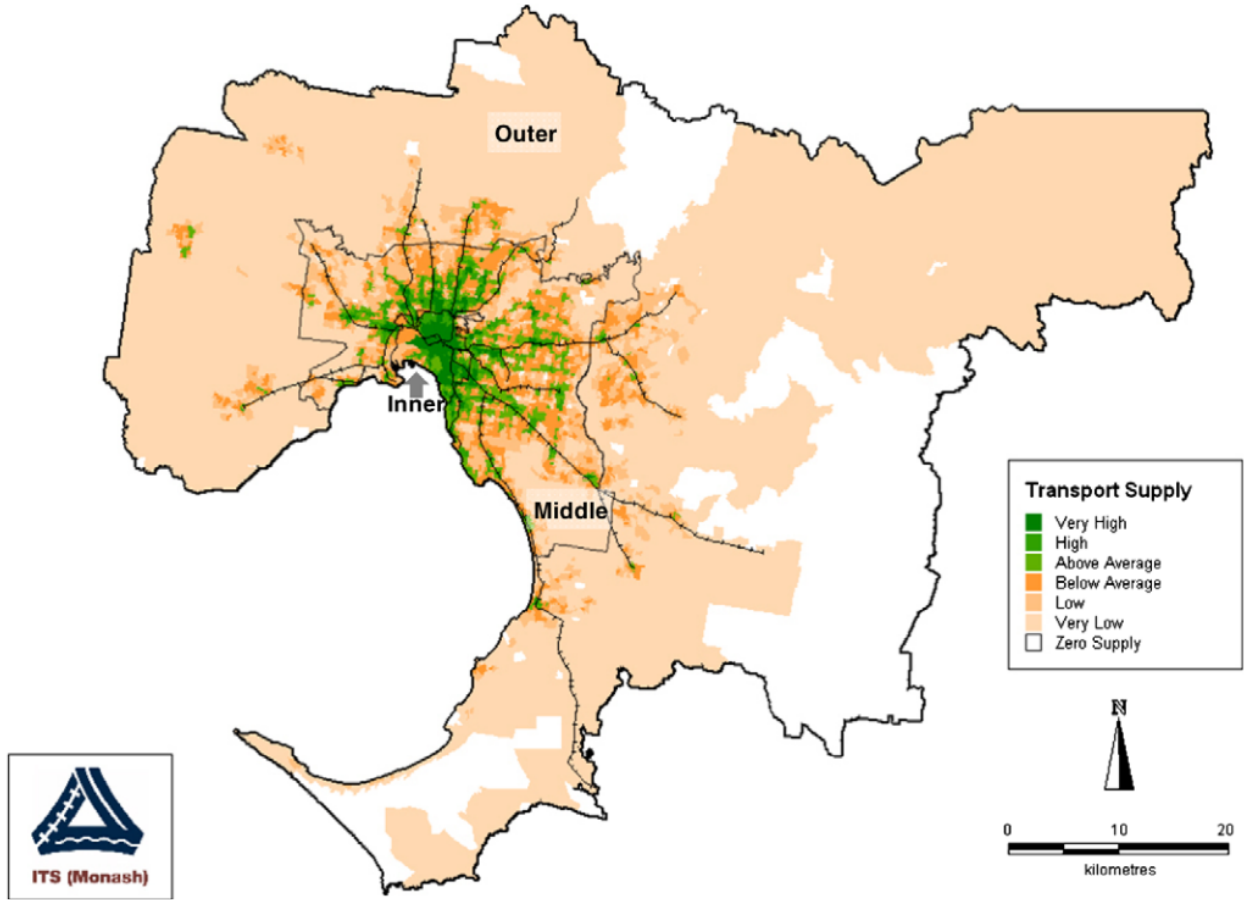 Outer
Inner
Middle
Transport Supply
Very High
High
Above Average
Below Average
Low
Very Low
Zero Supply
N
0 10 20
kilometres
ITS (Monash)